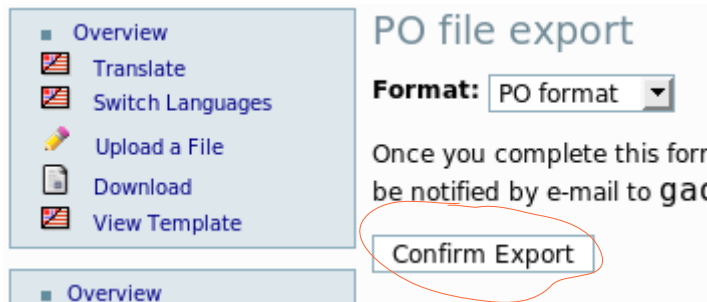 Overview
Translate
Switch Languages
Upload a File
Download
View Template
Overview
PO file export
Format: PO format
Once you complete this
be notified by e-mail to
Confirm Export